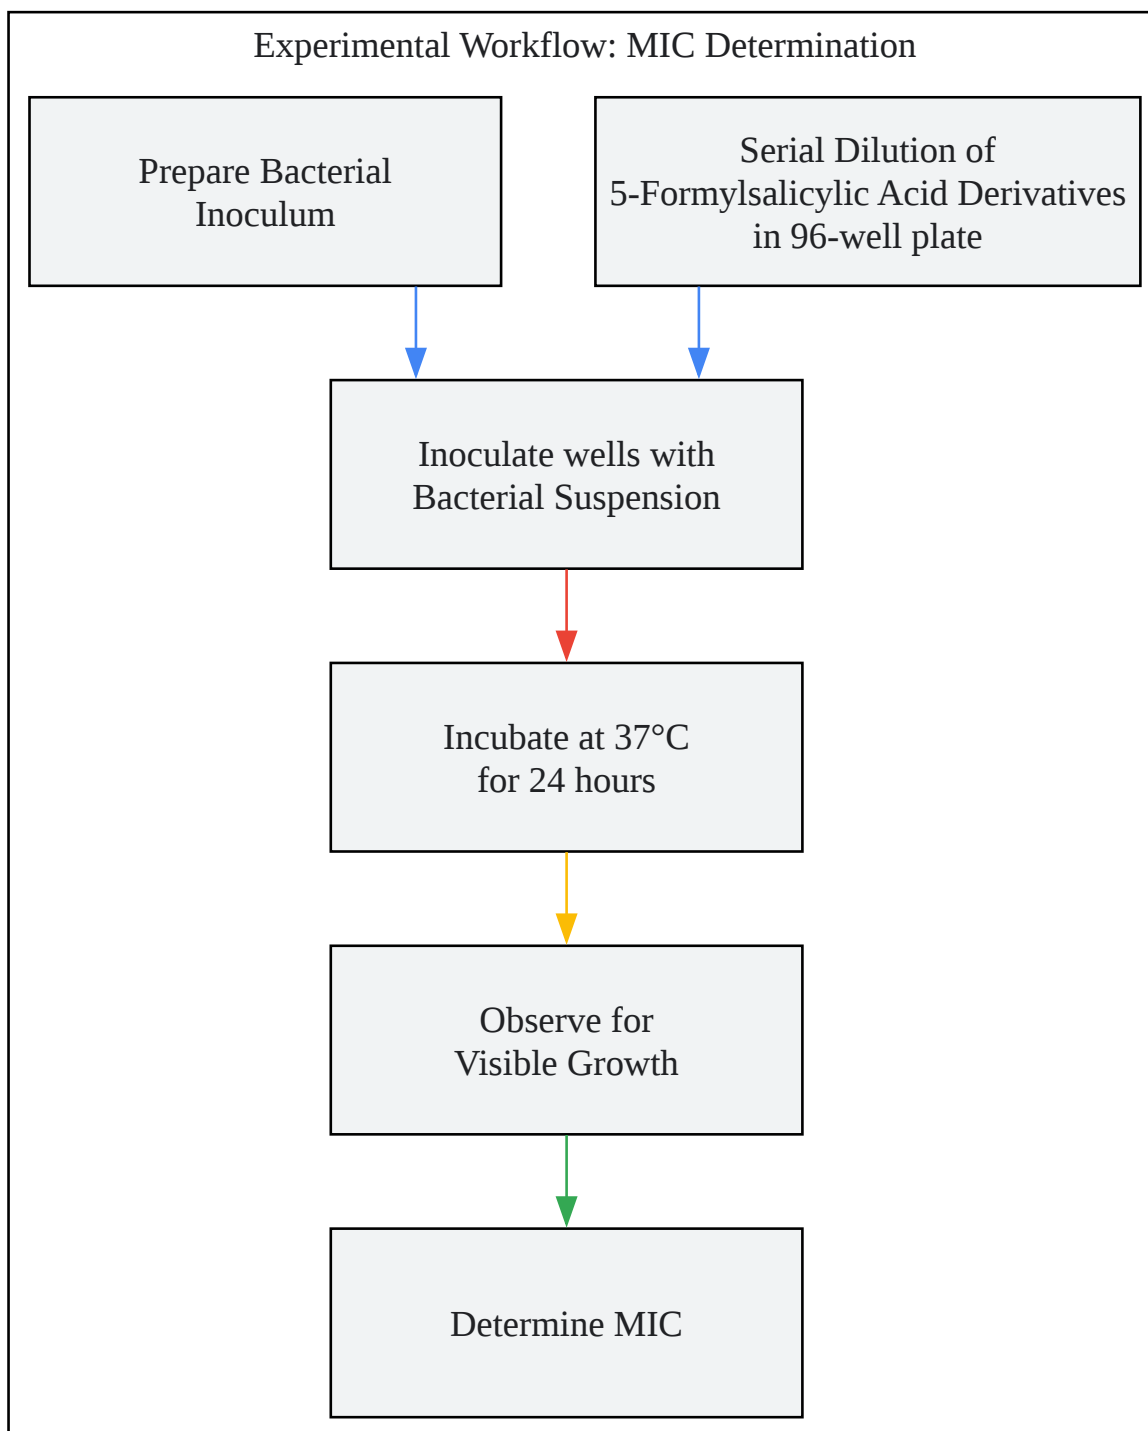 Experimental Workflow: MIC Determination
Prepare Bacterial
Inoculum
Serial Dilution of
5-Formylsalicylic Acid Derivatives
in 96-well plate
Inoculate wells with
Bacterial Suspension
Incubate at 37°C
for 24 hours
Observe for
Visible Growth
Determine MIC